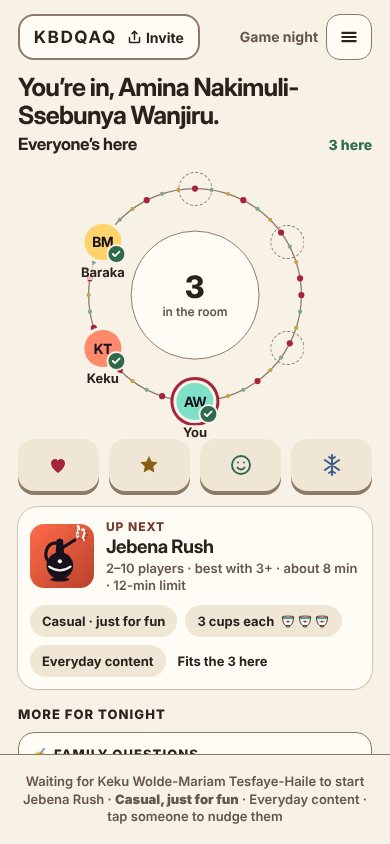 KBDQAQ Invite Game night
You're in, Amina Nakimuli-
Ssebunya Wanjiru.
Everyone's here 3 here
BM
Baraka
3
in the room
KT
Keku
AW
You
UP NEXT
Jebena Rush
2–10 players · best with 3+ · about 8 min
· 12-min limit
Casual · just for fun 3 cups each
Everyday content Fits the 3 here
MORE FOR TONIGHT
FAMILY QUESTIONS
Waiting for Keku Wolde-Mariam Tesfaye-Haile to start
Jebena Rush · Casual, just for fun · Everyday content ·
tap someone to nudge them